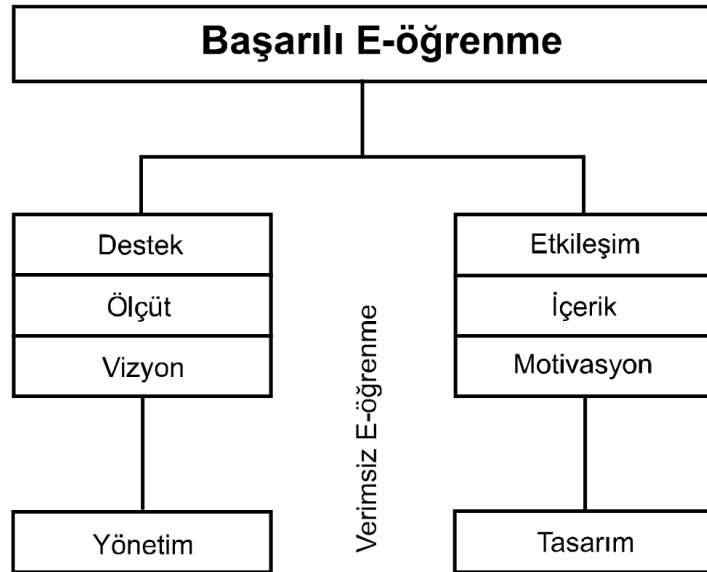 Başarılı E-öğrenme
Destek
Ölçüt
Vizyon
Yönetim
Verimsiz E-öğrenme
Etkileşim
İçerik
Motivasyon
Tasarım